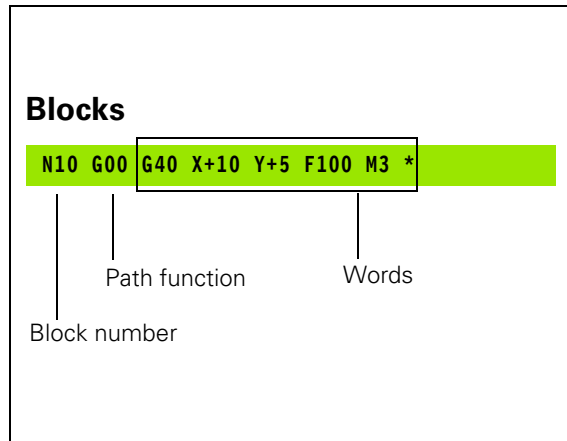 Blocks
N10 G00 G40 X+10 Y+5 F100 M3 *
Path function Words
Block number